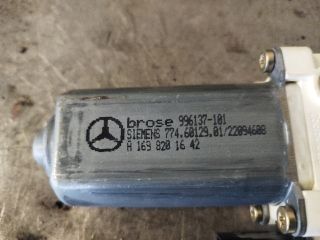 brose 996137-101
SIEMENS 774.60129.01/22094608
A 169 820 16 42